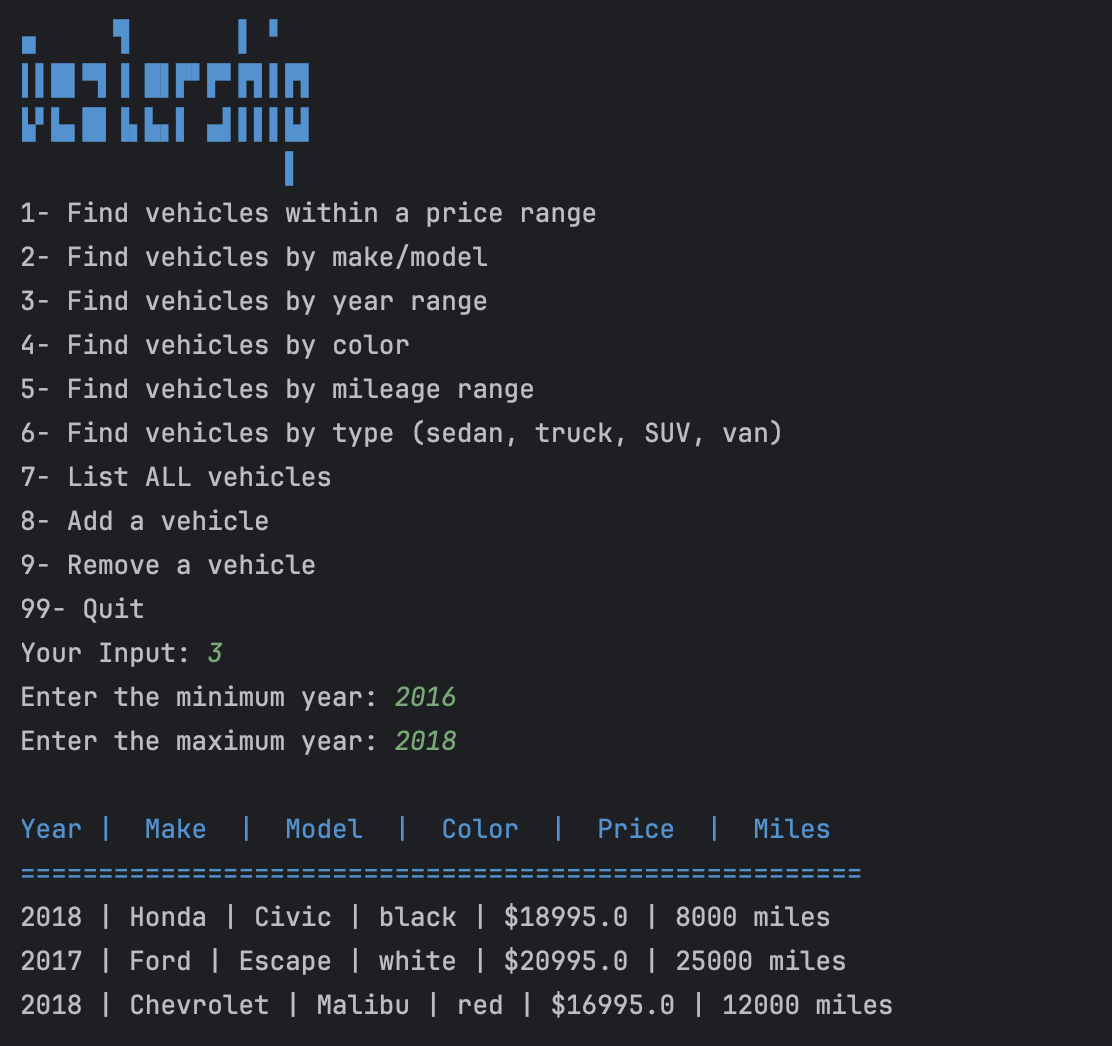 1- Find vehicles within a price range
2- Find vehicles by make/model
3- Find vehicles by year range
4- Find vehicles by color
5- Find vehicles by mileage range
6- Find vehicles by type (sedan, truck, SUV, van)
7- List ALL vehicles
8- Add a vehicle
9- Remove a vehicle
99- Quit
Your Input: 3
Enter the minimum year: 2016
Enter the maximum year: 2018
Year | Make | Model | Color | Price | Miles
======================================================
2018 | Honda | Civic | black | $18995.0 | 8000 miles
2017 | Ford | Escape | white | $20995.0 | 25000 miles
2018 | Chevrolet | Malibu | red | $16995.0 | 12000 miles